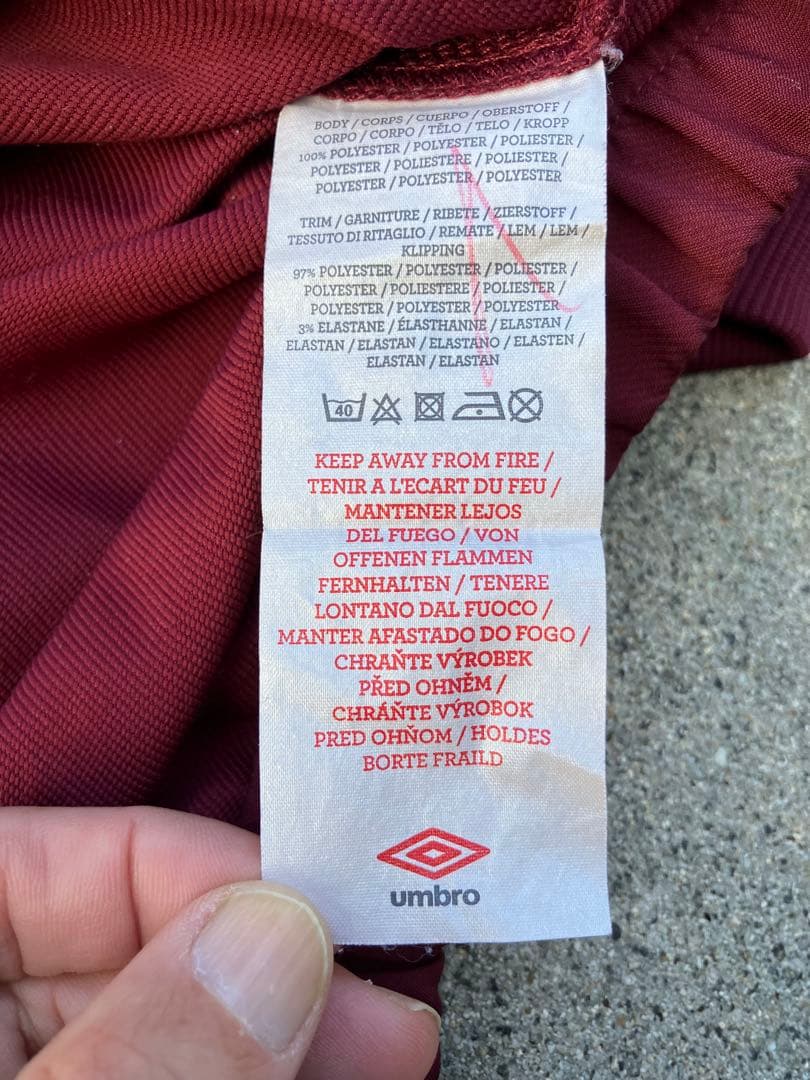 BODY / CORPS / CUERPO / OBERSTOFF /
CORPO / CORPO / TĚLO / TELO / KROPP
100% POLYESTER / POLYESTER / POLIESTER /
POLYESTER / POLIESTERE / POLIESTER /
POLYESTER / POLYESTER / POLYESTER
TRIM / GARNITURE / RIBETE / ZIERSTOFF /
TESSUTO DI RITAGLIO / REMATE / LEM / LEM /
KLIPPING
97% POLYESTER / POLYESTER / POLIESTER /
POLYESTER / POLIESTERE / POLIESTER /
POLYESTER / POLYESTER / POLYESTER
3% ELASTANE / ÉLASTHANNE / ELASTAN /
ELASTAN / ELASTAN / ELASTANO / ELASTEN /
ELASTAN / ELASTAN
40
KEEP AWAY FROM FIRE /
TENIR A L'ECART DU FEU /
MANTENER LEJOS
DEL FUEGO / VON
OFFENEN FLAMMEN
FERNHALTEN / TENERE
LONTANO DAL FUOCO /
MANTER AFASTADO DO FOGO /
CHRAŇTE VÝROBEK
PŘED OHNĚM /
CHRÁŇTE VÝROBOK
PRED OHŇOM / HOLDES
BORTE FRAILD
umbro